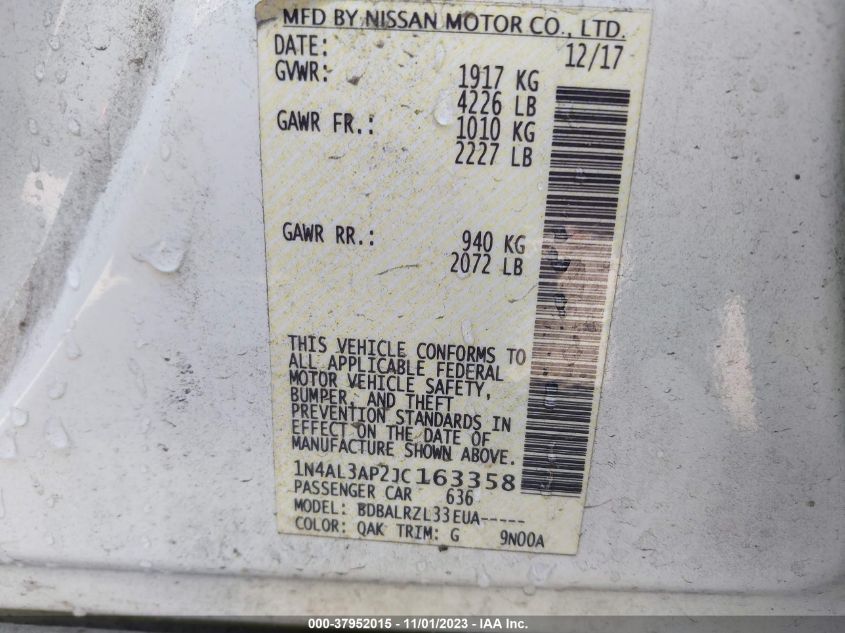 MFD BY NISSAN MOTOR CO., LTD.
DATE: 12/17
GVWR: 1917 KG
4226 LB
GAWR FR.: 1010 KG
2227 LB
GAWR RR.: 940 KG
2072 LB
THIS VEHICLE CONFORMS TO
ALL APPLICABLE FEDERAL
MOTOR VEHICLE SAFETY,
BUMPER, AND THEFT
PREVENTION STANDARDS IN
EFFECT ON THE DATE OF
MANUFACTURE SHOWN ABOVE.
1N4AL3AP2JC163358
PASSENGER CAR 636
MODEL: BDBALRZL33EUA-----
COLOR: QAK TRIM: G 9N00A
000-37952015 - 11/01/2023 - IAA Inc.